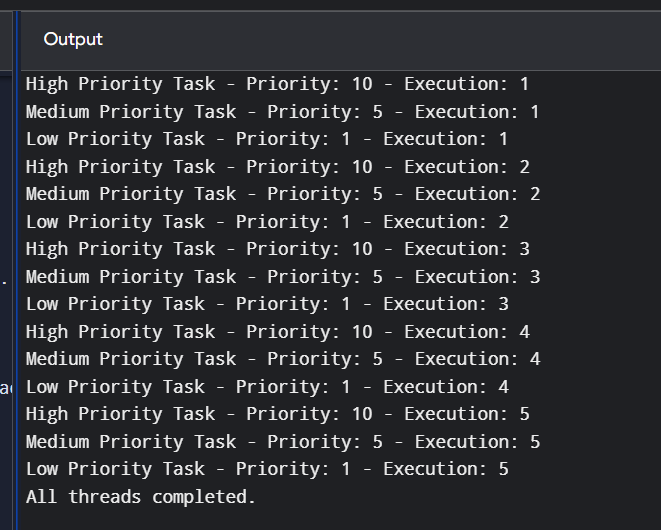 Output
High Priority Task - Priority: 10 - Execution: 1
Medium Priority Task - Priority: 5 - Execution: 1
Low Priority Task - Priority: 1 - Execution: 1
High Priority Task - Priority: 10 - Execution: 2
Medium Priority Task - Priority: 5 - Execution: 2
Low Priority Task - Priority: 1 - Execution: 2
High Priority Task - Priority: 10 - Execution: 3
Medium Priority Task - Priority: 5 - Execution: 3
Low Priority Task - Priority: 1 - Execution: 3
High Priority Task - Priority: 10 - Execution: 4
Medium Priority Task - Priority: 5 - Execution: 4
Low Priority Task - Priority: 1 - Execution: 4
High Priority Task - Priority: 10 - Execution: 5
Medium Priority Task - Priority: 5 - Execution: 5
Low Priority Task - Priority: 1 - Execution: 5
All threads completed.